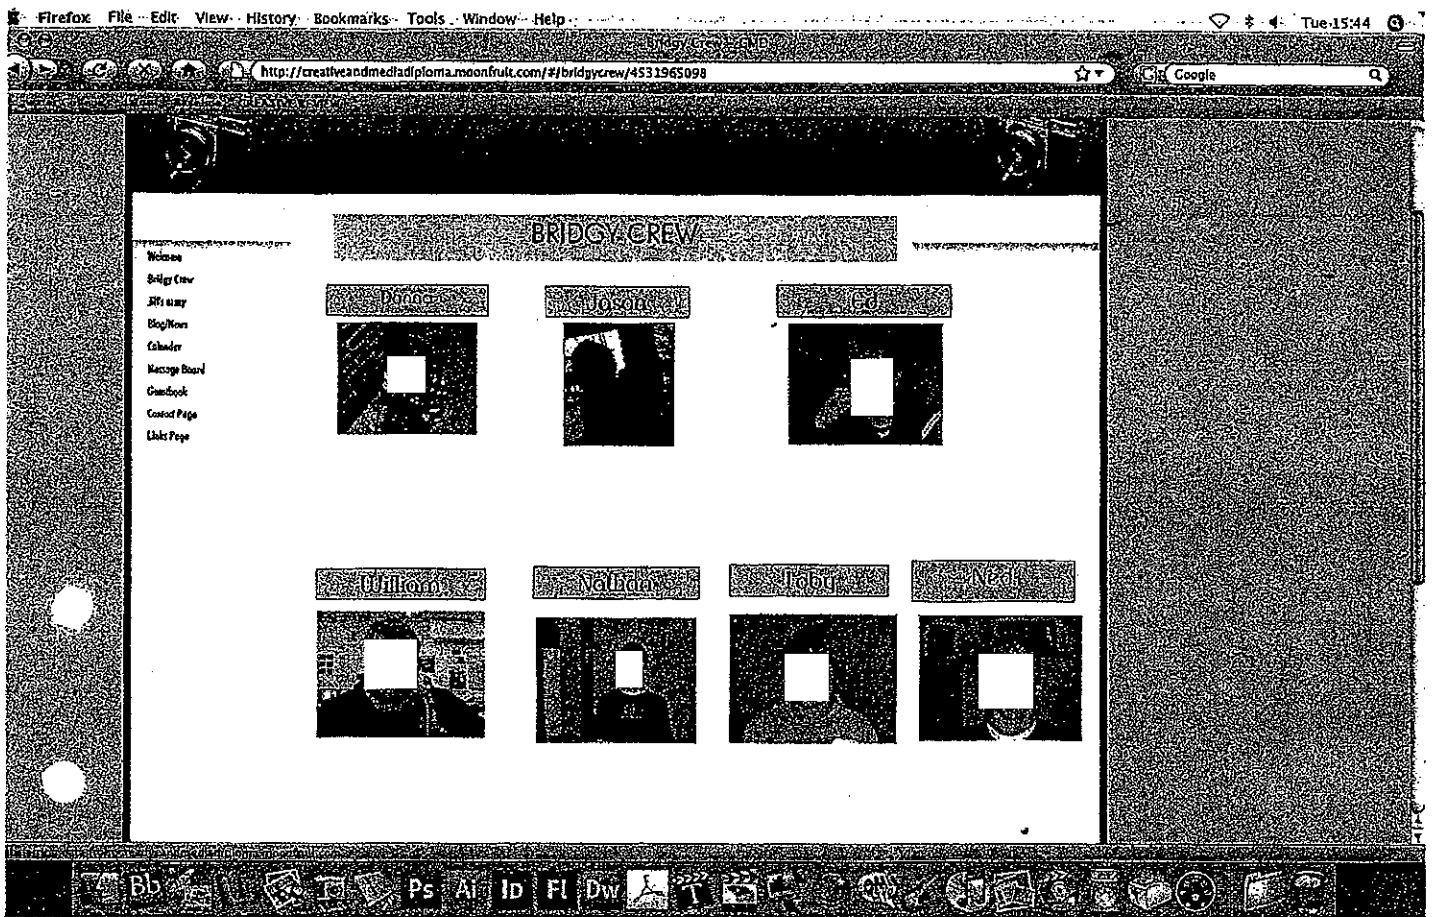 Firefox File Edit View History Bookmarks Tools Window Help Tue 15:44
http://creativeandmediadiploma.moonfruit.com/#/bridgycrew/4531965098 Google
BRIDGY CREW
Welcome
Bridgy Crew
Blog/News
Calender
Message Board
Guestbook
Contact Page
Links Page
Donna Jason Ed
William Nathan Toby Ned
Bb Ps Ai ID Fl Dw